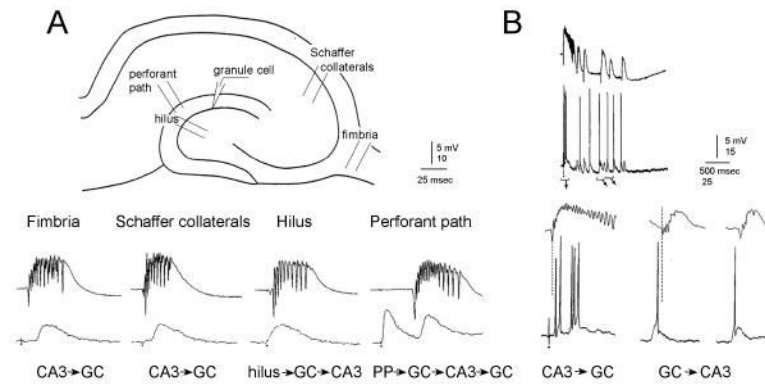 A
Schaffer
collaterals
granule cell
perforant
path
hilus
fimbria
5 mV
10
25 msec
Fimbria
Schaffer collaterals
Hilus
Perforant path
CA3→GC
CA3→GC
hilus→GC→CA3
PP→GC→CA3→GC
B
5 mV
15
500 msec
25
CA3→GC
GC→CA3